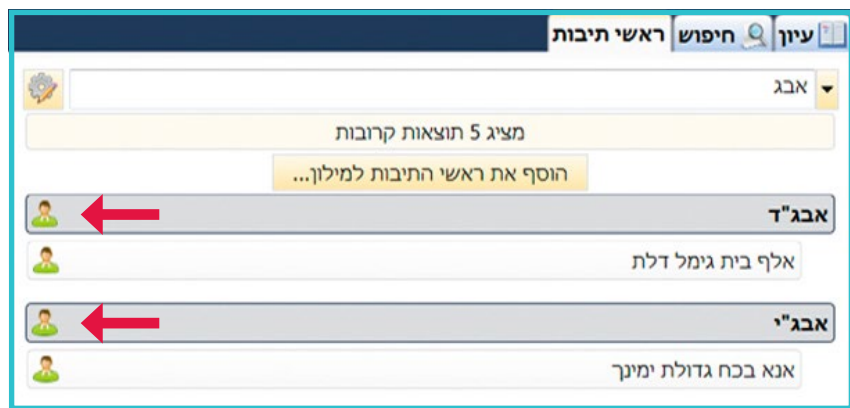 עיון חיפוש ראשי תיבות
אבג
מציג 5 תוצאות קרובות
הוסף את ראשי התיבות למילון...
אבג"ד
אלף בית גימל דלת
אבג"י
אנא בכח גדולת ימינך